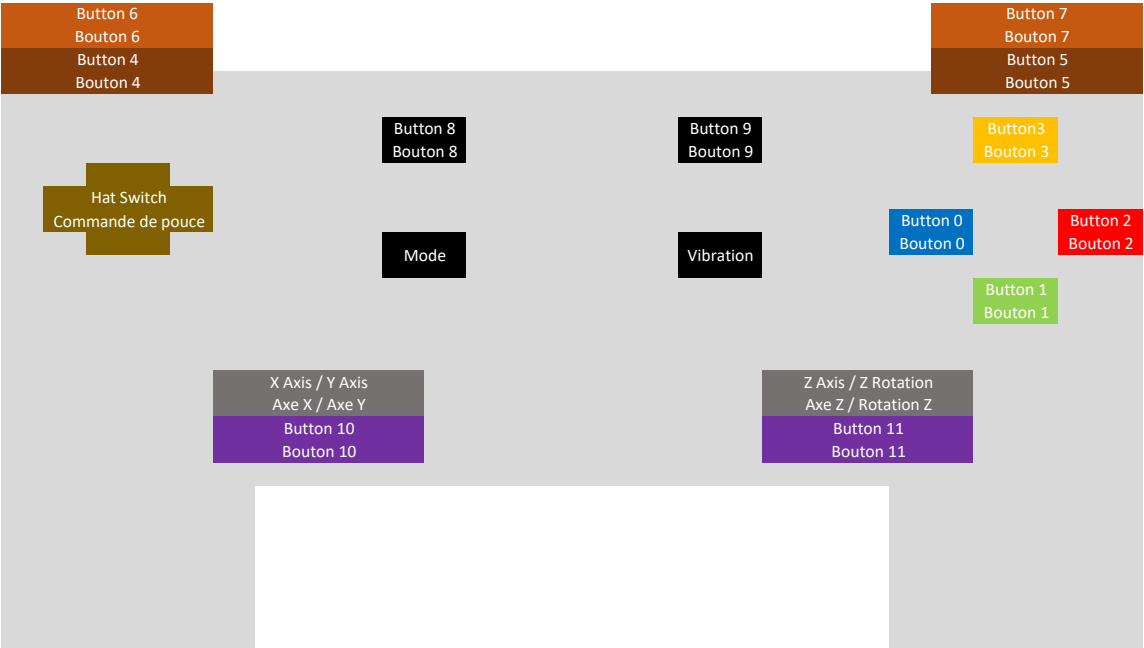 Button 6
Bouton 6
Button 4
Bouton 4
Button 7
Bouton 7
Button 5
Bouton 5
Button 8
Bouton 8
Button 9
Bouton 9
Button3
Bouton 3
Hat Switch
Commande de pouce
Mode
Vibration
Button 0
Bouton 0
Button 2
Bouton 2
Button 1
Bouton 1
X Axis / Y Axis
Axe X / Axe Y
Button 10
Bouton 10
Z Axis / Z Rotation
Axe Z / Rotation Z
Button 11
Bouton 11